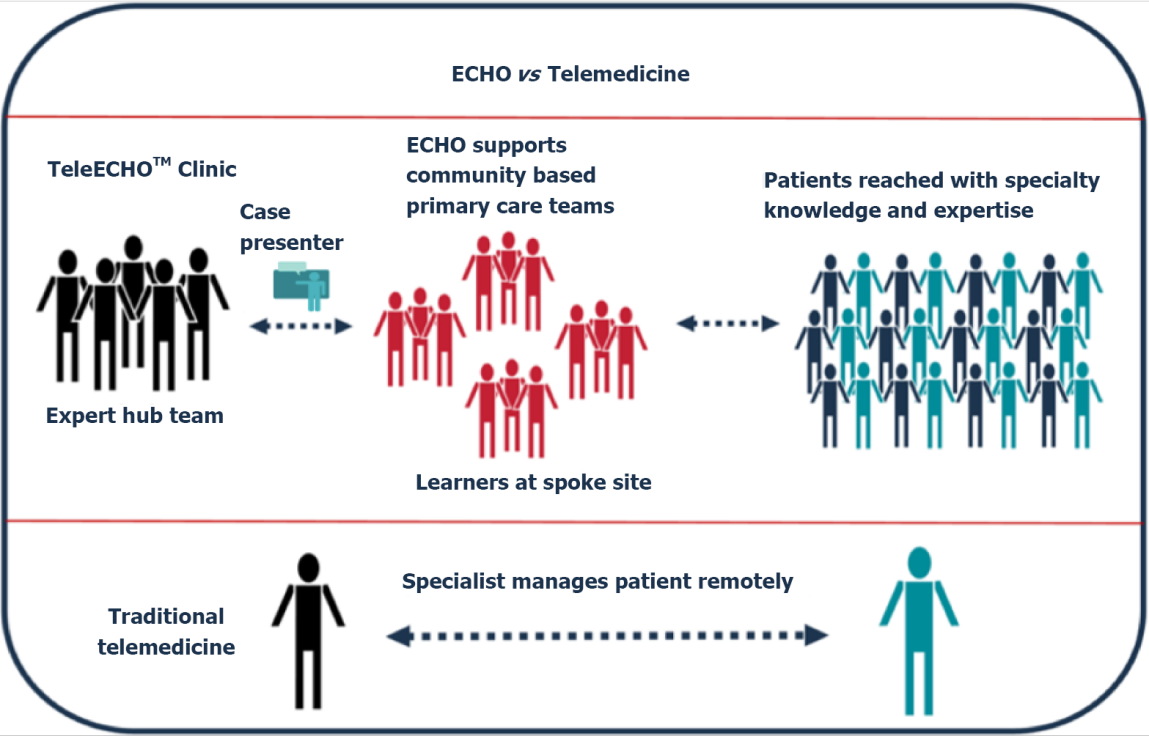 ECHO vs Telemedicine
TeleECHO™ Clinic
Case
presenter
ECHO supports
community based
primary care teams
Patients reached with specialty
knowledge and expertise
Expert hub team
Learners at spoke site
Traditional
telemedicine
Specialist manages patient remotely